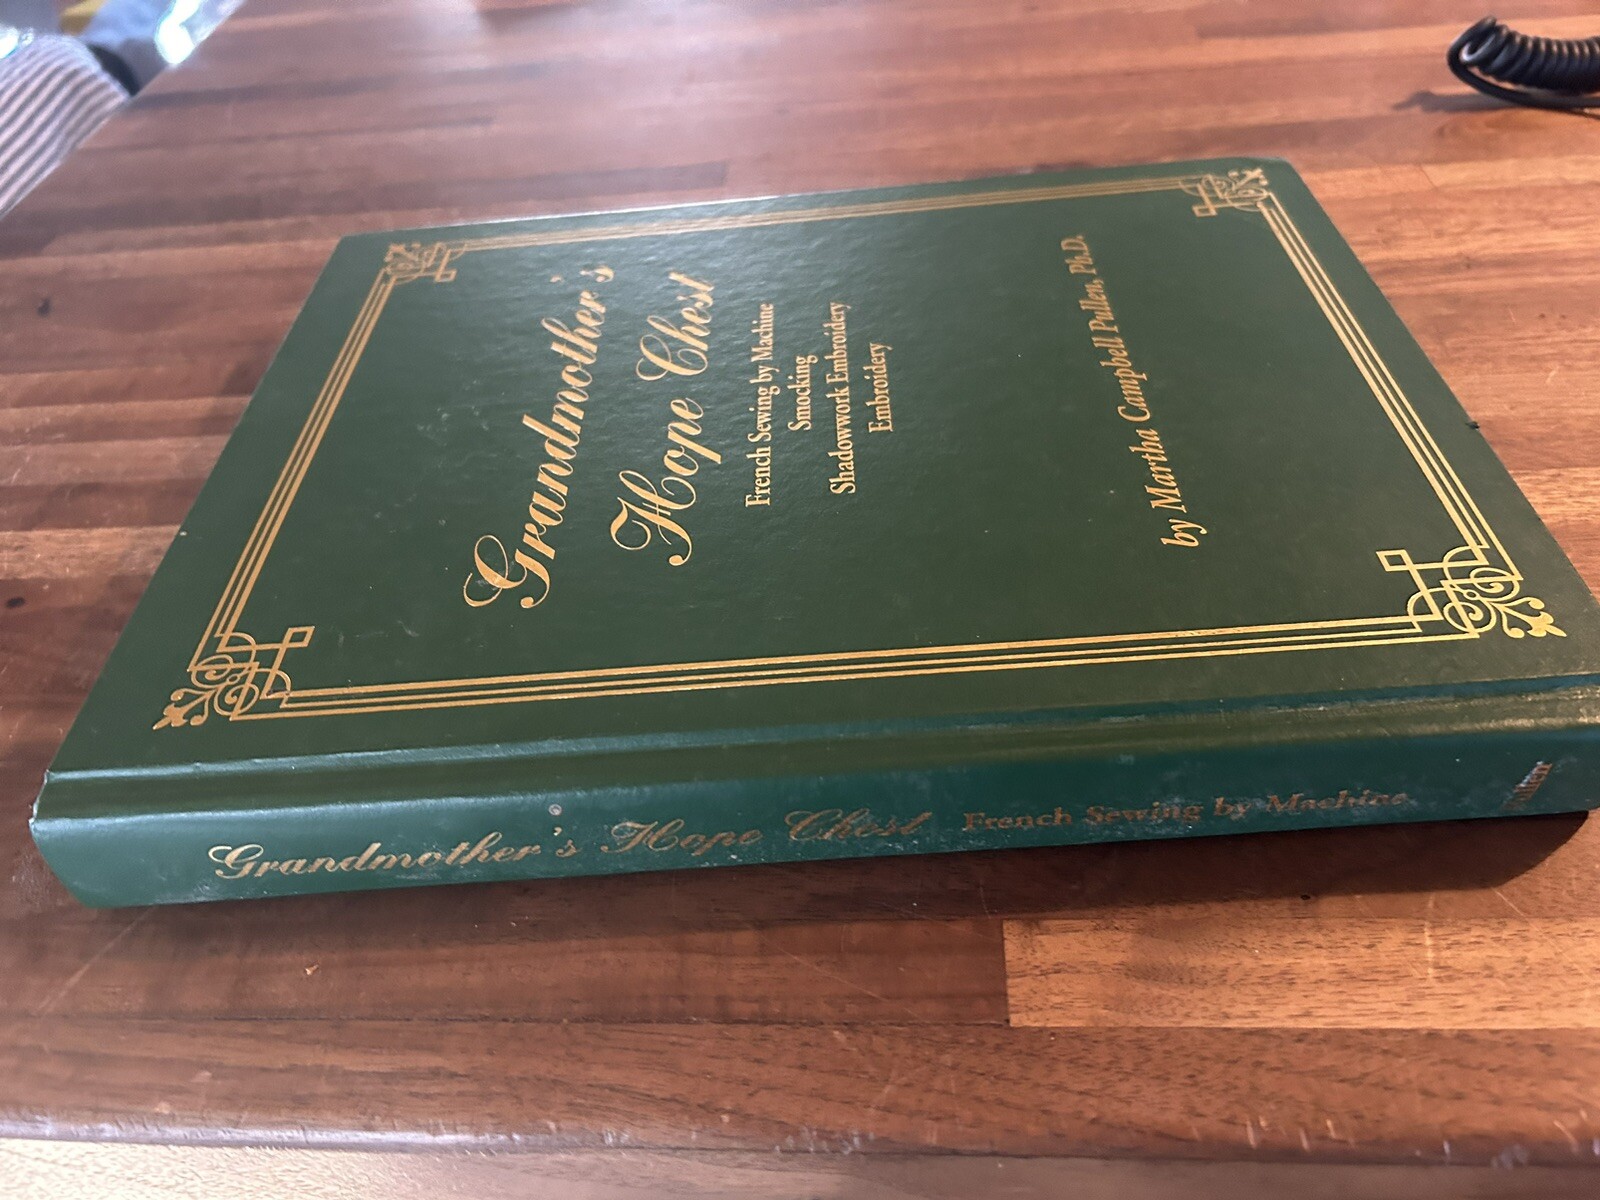 Grandmother's
Hope Chest
French Sewing by Machine
Smocking
Shadowwork Embroidery
Embroidery
by Martha Campbell Pullen, Ph.D.
Grandmother's Hope Chest French Sewing by Machine Pullen